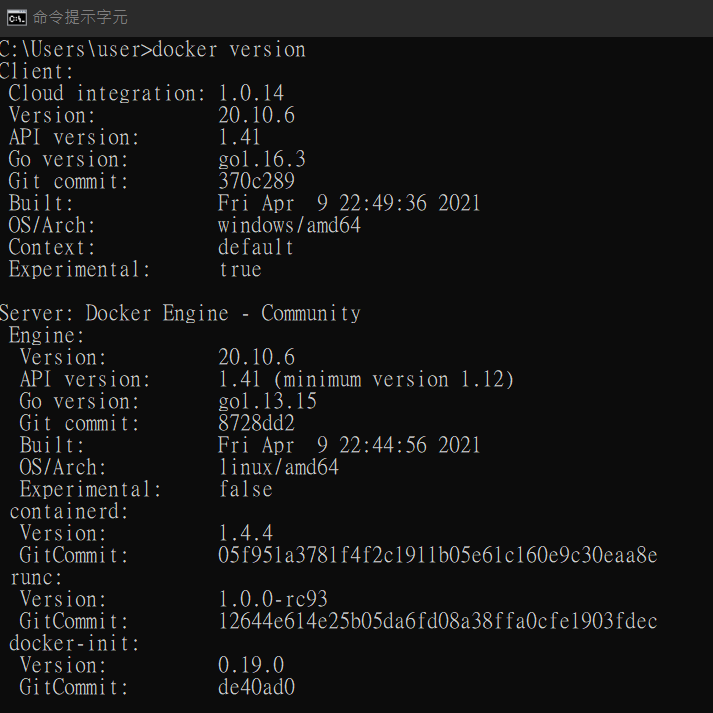 命令提示字元
C:\Users\user>docker version
Client:
Cloud integration: 1.0.14
Version: 20.10.6
API version: 1.41
Go version: go1.16.3
Git commit: 370c289
Built: Fri Apr  9 22:49:36 2021
OS/Arch: windows/amd64
Context: default
Experimental: true
Server: Docker Engine - Community
Engine:
Version: 20.10.6
API version: 1.41 (minimum version 1.12)
Go version: go1.13.15
Git commit: 8728dd2
Built: Fri Apr  9 22:44:56 2021
OS/Arch: linux/amd64
Experimental: false
containerd:
Version: 1.4.4
GitCommit: 05f951a3781f4f2c1911b05e61c160e9c30eaa8e
runc:
Version: 1.0.0-rc93
GitCommit: 12644e614e25b05da6fd08a38ffa0cfe1903fdec
docker-init:
Version: 0.19.0
GitCommit: de40ad0